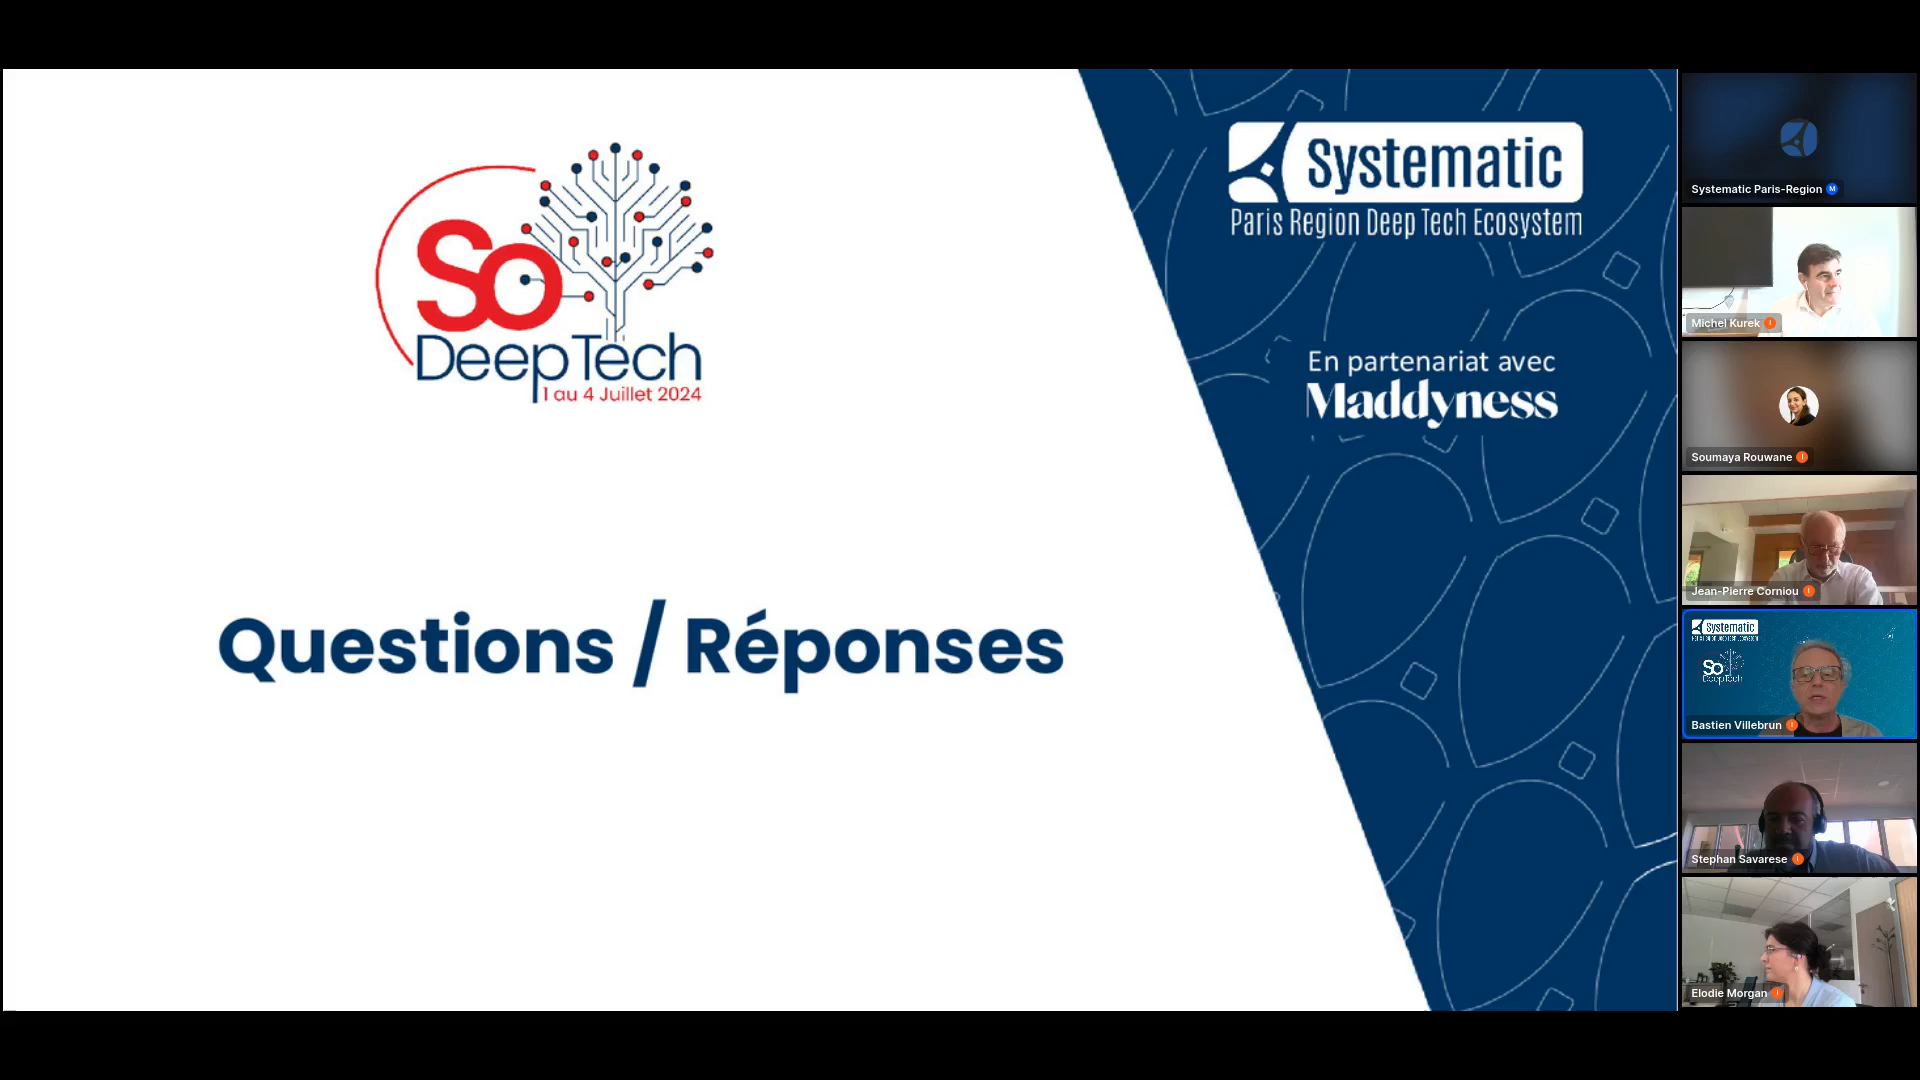 So
DeepTech
1 au 4 Juillet 2024
Questions / Réponses
Systematic
Paris Region Deep Tech Ecosystem
En partenariat avec
Maddyness
Systematic Paris-Region M
Michel Kurek
Soumaya Rouwane
Jean-Pierre Corniou
Systematic
So
DeepTech
Bastien Villebrun
Stephan Savarese
Elodie Morgan